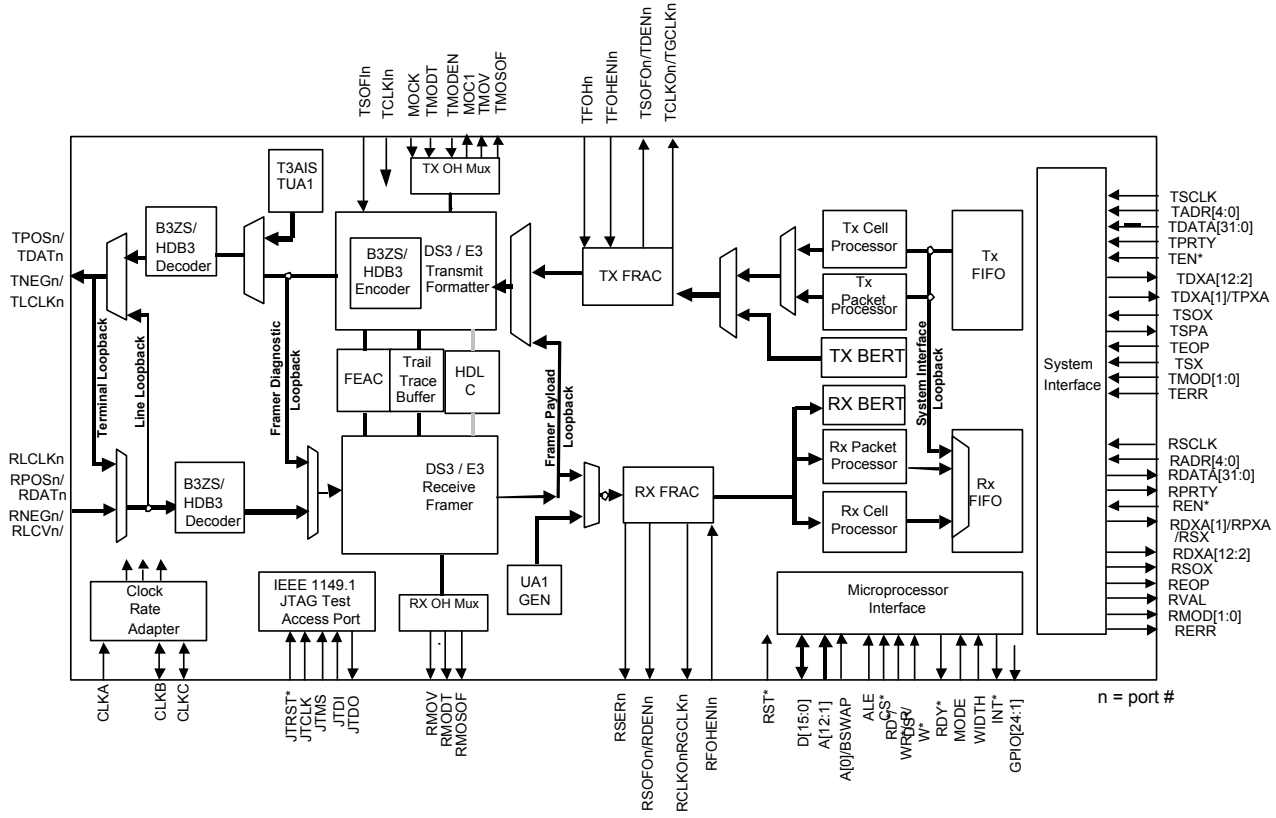 TSOFIn
TCLKIn
MOCK
TMODT
TMODEN
MOC1
TMOV
TMOSOF
TFOHn
TFOHENIn
TSOFOn/TDENn
TCLKOn/TGCLKn
T3AIS
TUA1
TX OH Mux
B3ZS/
HDB3
Decoder
B3ZS/
HDB3
Encoder
DS3 / E3
Transmit
Formatter
TX FRAC
Tx Cell
Processor
Tx
Packet
Processor
Tx
FIFO
TX BERT
RX BERT
System
Interface
TPOSn/
TDATn
TNEGn/
TLCLKn
Terminal Loopback
Line Loopback
Framer Diagnostic
Loopback
FEAC
Trail
Trace
Buffer
HDL
C
Framer Payload
Loopback
System Interface
Loopback
TSCLK
TADR[4:0]
TDATA[31:0]
TPRTY
TEN*
TDXA[12:2]
TDXA[1]/TPXA
TSOX
TSPA
TEOP
TSX
TMOD[1:0]
TERR
RSCLK
RADR[4:0]
RDATA[31:0]
RPRTY
REN*
RDXA[1]/RPXA
/RSX
RDXA[12:2]
RSOX
REOP
RVAL
RMOD[1:0]
RERR
RLCLKn
RPOSn/
RDATn
RNEGn/
RLCVn/
B3ZS/
HDB3
Decoder
DS3 / E3
Receive
Framer
RX FRAC
Rx Packet
Processor
Rx Cell
Processor
Rx
FIFO
Clock
Rate
Adapter
IEEE 1149.1
JTAG Test
Access Port
RX OH Mux
UA1
GEN
Microprocessor
Interface
CLKA
CLKB
CLKC
JTRST*
JTCLK
JTMS
JTDI
JTDO
RMOV
RMODT
RMOSOF
RSERn
RSOFOn/RDENn
RCLKOnRGCLKn
RFOHENIn
RST*
D[15:0]
A[12:1]
A[0]/BSWAP
ALE
CS*
WR*
W*
RDY*
MODE
WIDTH
INT*
GPIO[24:1]
n = port #